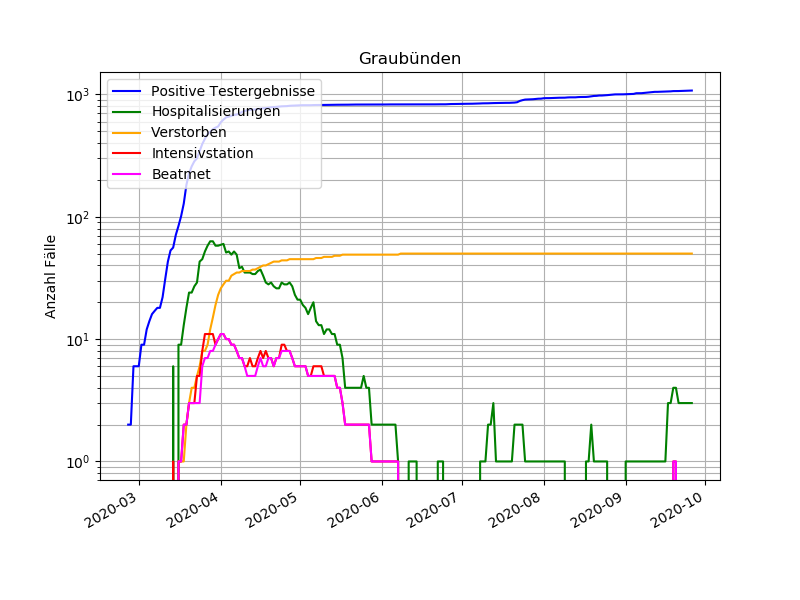 Graubünden
Anzahl Fälle
10³
10²
10¹
10⁰
Positive Testergebnisse
Hospitalisierungen
Verstorben
Intensivstation
Beatmet
2020-03
2020-04
2020-05
2020-06
2020-07
2020-08
2020-09
2020-10